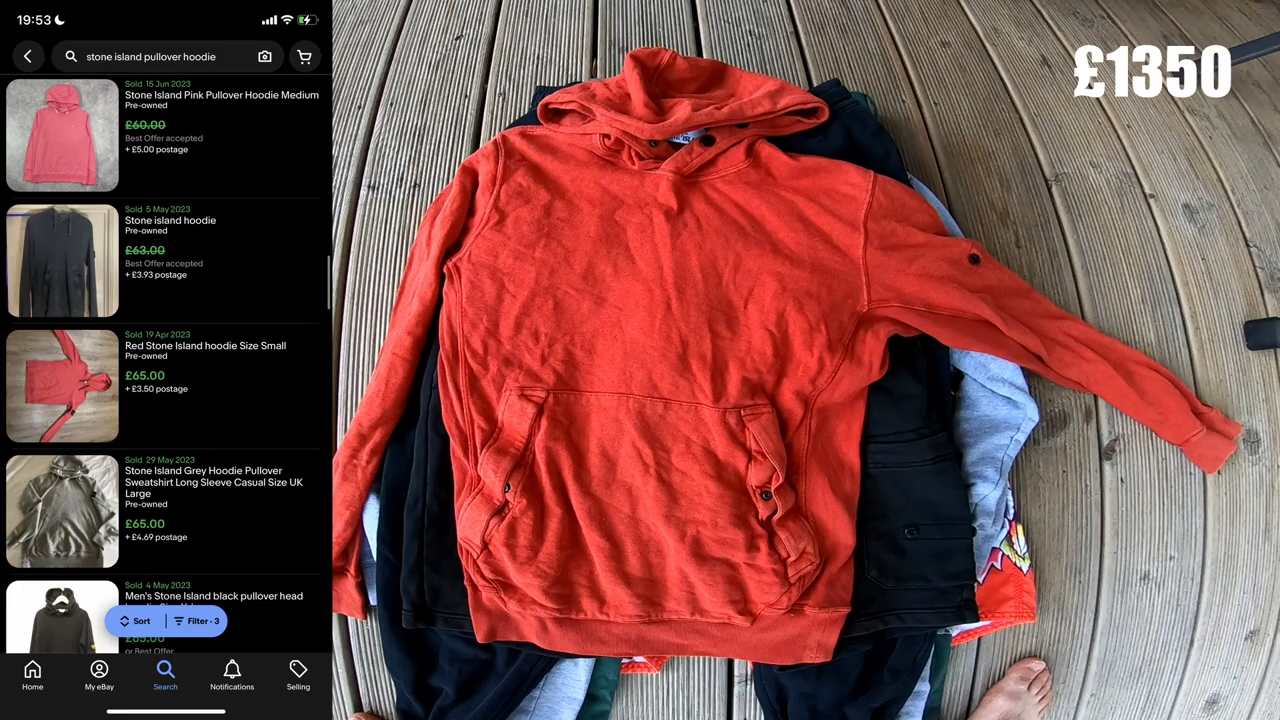 19:53
stone island pullover hoodie
Sold 15 Jun 2023
Stone Island Pink Pullover Hoodie Medium
Pre-owned
£60.00
Best Offer accepted
+ £5.00 postage
Sold 5 May 2023
Stone island hoodie
Pre-owned
£63.00
Best Offer accepted
+ £3.93 postage
Sold 19 Apr 2023
Red Stone Island hoodie Size Small
Pre-owned
£65.00
+ £3.50 postage
Sold 29 May 2023
Stone Island Grey Hoodie Pullover
Sweatshirt Long Sleeve Casual Size UK
Large
Pre-owned
£65.00
+ £4.69 postage
Sold 4 May 2023
Men's Stone Island black pullover head
£65.00
or Best Offer
Sort
Filter · 3
Home
My eBay
Search
Notifications
Selling
£1350